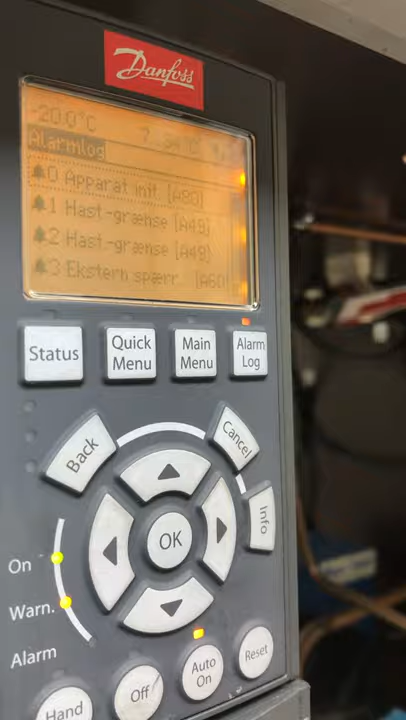 Danfoss
-20.0°C
Alarmlog
0 Apparat init. [A80]
1 Hast-grænse [A49]
2 Hast-grænse [A49]
3 Ekstern spærr. [A60]
Status
Quick Menu
Main Menu
Alarm Log
Back
Cancel
Info
OK
On
Warn.
Alarm
Hand
Off
Auto On
Reset